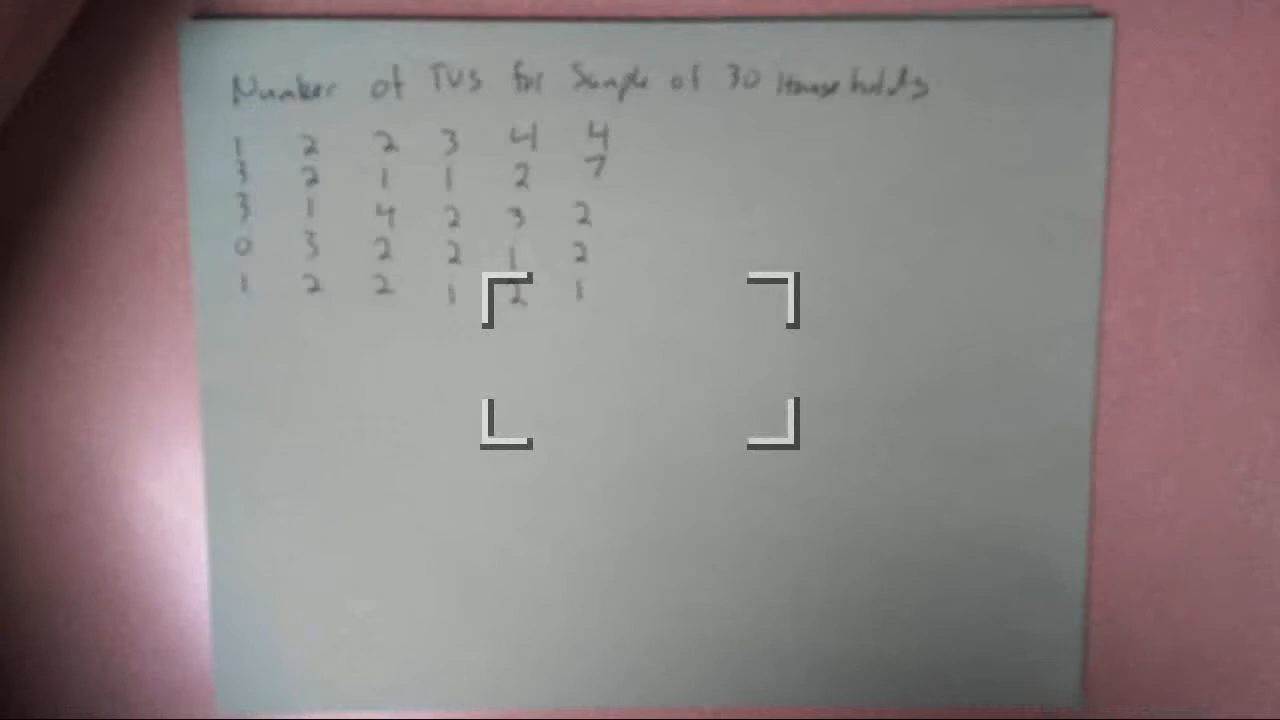 Number of TVs for Sample of 30 Households
1 2 2 3 4 4
3 2 1 1 2 7
3 1 4 2 3 2
0 3 2 2 1 2
1 2 2 1 2 1